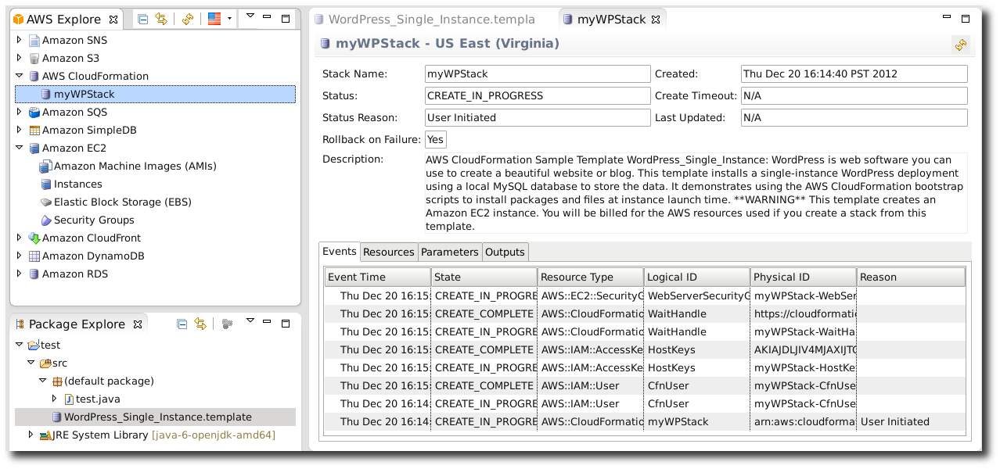 AWS Explore
Amazon SNS
Amazon S3
AWS CloudFormation
myWPStack
Amazon SQS
Amazon SimpleDB
Amazon EC2
Amazon Machine Images (AMIs)
Instances
Elastic Block Storage (EBS)
Security Groups
Amazon CloudFront
Amazon DynamoDB
Amazon RDS
Package Explore
test
src
(default package)
test.java
WordPress_Single_Instance.template
JRE System Library [java-6-openjdk-amd64]
WordPress_Single_Instance.templa myWPStack
myWPStack - US East (Virginia)
Stack Name: myWPStack Created: Thu Dec 20 16:14:40 PST 2012
Status: CREATE_IN_PROGRESS Create Timeout: N/A
Status Reason: User Initiated Last Updated: N/A
Rollback on Failure: Yes
Description: AWS CloudFormation Sample Template WordPress_Single_Instance: WordPress is web software you can
use to create a beautiful website or blog. This template installs a single-instance WordPress deployment
using a local MySQL database to store the data. It demonstrates using the AWS CloudFormation bootstrap
scripts to install packages and files at instance launch time. **WARNING** This template creates an
Amazon EC2 instance. You will be billed for the AWS resources used if you create a stack from this
template.
Events Resources Parameters Outputs
Event Time State Resource Type Logical ID Physical ID Reason
Thu Dec 20 16:15: CREATE_IN_PROGRE AWS::EC2::SecurityG WebServerSecurityG myWPStack-WebSer
Thu Dec 20 16:15: CREATE_COMPLETE AWS::CloudFormatic WaitHandle https://cloudformatio
Thu Dec 20 16:15: CREATE_IN_PROGRE AWS::CloudFormatic WaitHandle myWPStack-WaitHa
Thu Dec 20 16:15: CREATE_COMPLETE AWS::IAM::AccessKe HostKeys AKIAJDLJIV4MJAXIJTG
Thu Dec 20 16:15: CREATE_IN_PROGRE AWS::IAM::AccessKe HostKeys myWPStack-HostKe
Thu Dec 20 16:15: CREATE_COMPLETE AWS::IAM::User CfnUser myWPStack-CfnUse
Thu Dec 20 16:14: CREATE_IN_PROGRE AWS::IAM::User CfnUser myWPStack-CfnUse
Thu Dec 20 16:14: CREATE_IN_PROGRE AWS::CloudFormatic myWPStack arn:aws:cloudforma User Initiated